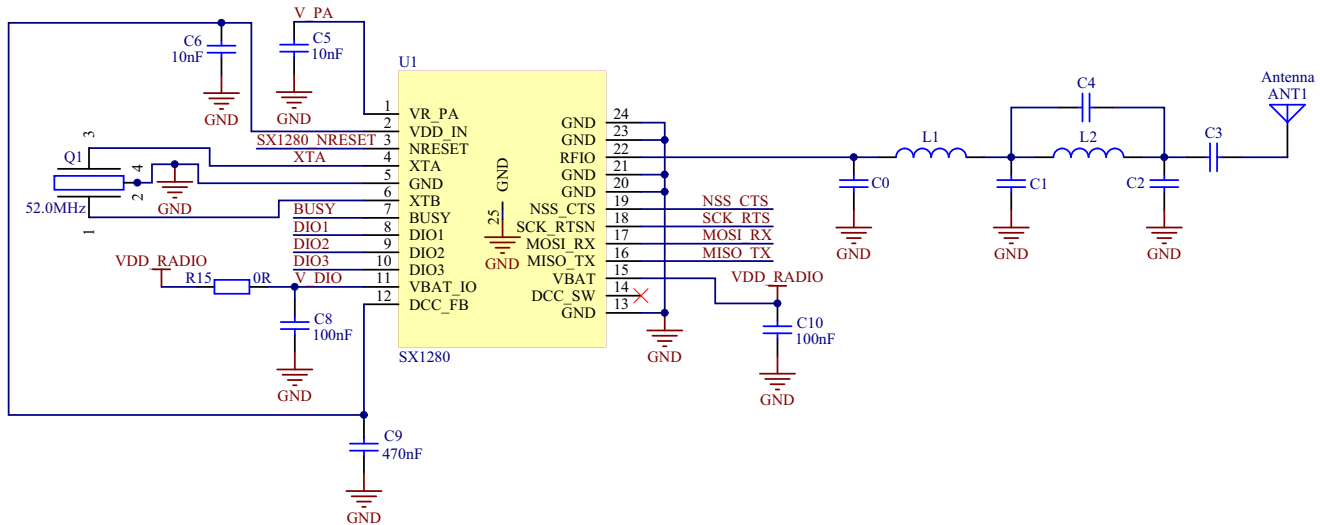 V_PA
C6
10nF
GND
C5
10nF
GND
U1
1
VR_PA
2
VDD_IN
SX1280_NRESET
3
NRESET
XTA
4
XTA
5
GND
6
XTB
BUSY
7
BUSY
DIO1
8
DIO1
DIO2
9
DIO2
DIO3
10
DIO3
V_DIO
11
VBAT_IO
12
DCC_FB
GND
25
GND
24
GND
23
GND
22
RFIO
21
GND
20
GND
19
NSS_CTS
NSS_CTS
18
SCK_RTSN
SCK_RTS
17
MOSI_RX
MOSI_RX
16
MISO_TX
MISO_TX
15
VBAT
14
DCC_SW
13
GND
SX1280
GND
3
Q1
4
2
52.0MHz
1
GND
VDD_RADIO
R15
0R
C8
100nF
GND
C9
470nF
GND
VDD_RADIO
C10
100nF
GND
C0
GND
L1
C1
GND
C4
L2
C2
GND
C3
Antenna
ANT1